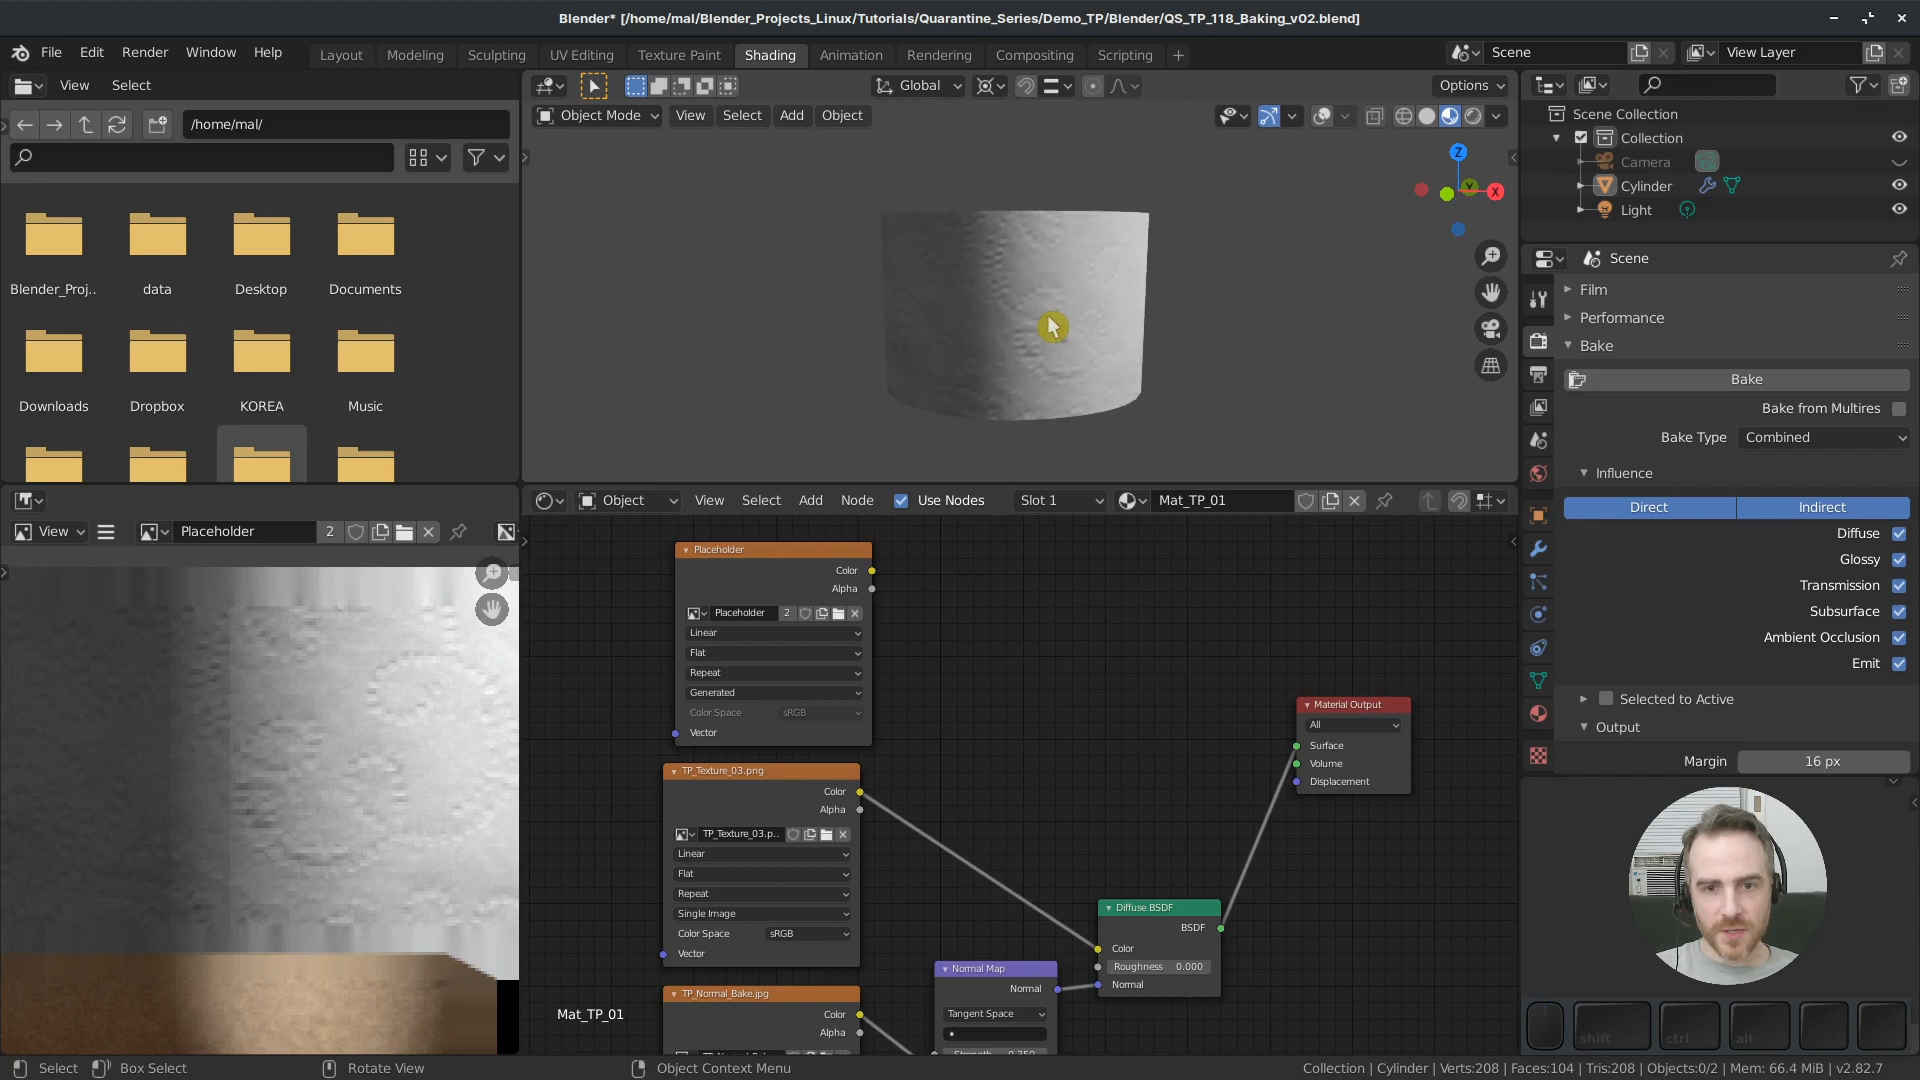 Blender* [/home/mal/Blender_Projects_Linux/Tutorials/Quarantine_Series/Demo_TP/Blender/QS_TP_118_Baking_v02.blend]
File Edit Render Window Help
Layout Modeling Sculpting UV Editing Texture Paint Shading Animation Rendering Compositing Scripting +
Scene
View Layer
View Select
Global
Options
/home/mal/
Object Mode View Select Add Object
Z
Y
X
Scene Collection
Collection
Camera
Cylinder
Light
Blender_Proj.. data Desktop Documents
Downloads Dropbox KOREA Music
Scene
Film
Performance
Bake
Bake
Bake from Multires
Bake Type Combined
Influence
Direct Indirect
Diffuse
Glossy
Transmission
Subsurface
Ambient Occlusion
Emit
Selected to Active
Output
Margin 16 px
View Placeholder 2
Object View Select Add Node Use Nodes Slot 1 Mat_TP_01
Placeholder
Color
Alpha
Placeholder 2
Linear
Flat
Repeat
Generated
Color Space sRGB
Vector
TP_Texture_03.png
Color
Alpha
TP_Texture_03.p..
Linear
Flat
Repeat
Single Image
Color Space sRGB
Vector
TP_Normal_Bake.jpg
Color
Alpha
Normal Map
Normal
Tangent Space
Diffuse BSDF
BSDF
Color
Roughness 0.000
Normal
Material Output
All
Surface
Volume
Displacement
Mat_TP_01
shift ctrl alt
Select Box Select Rotate View Object Context Menu
Collection | Cylinder | Verts:208 | Faces:104 | Tris:208 | Objects:0/2 | Mem: 66.4 MiB | v2.82.7